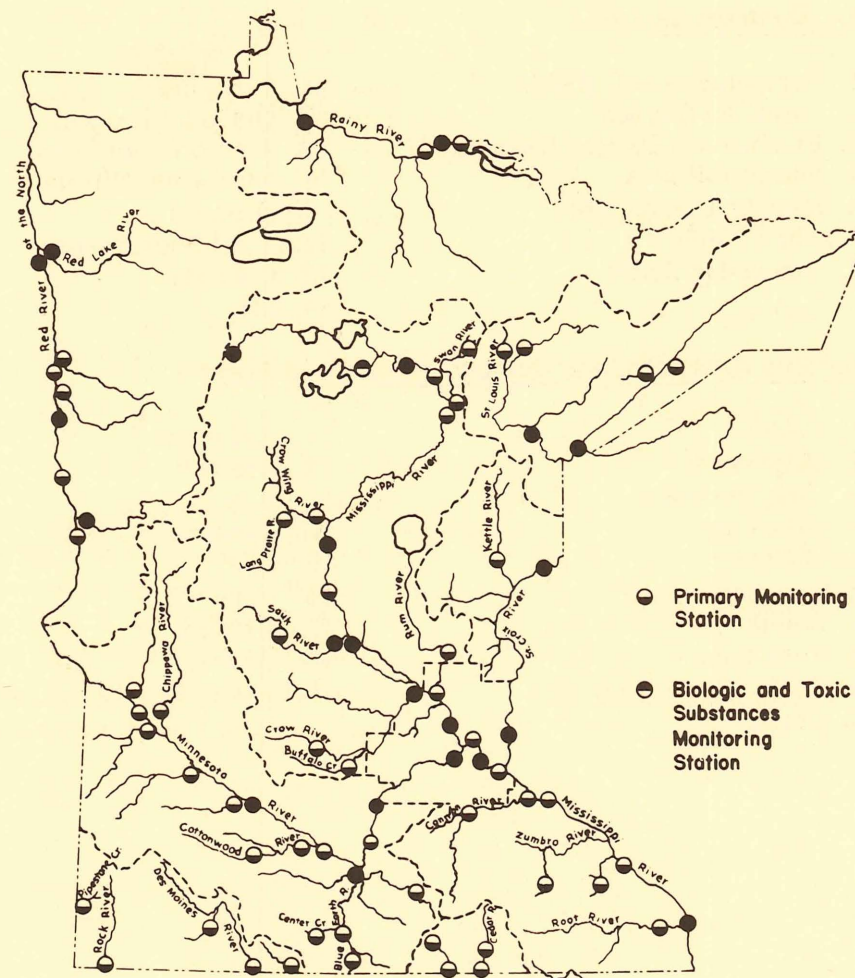 Rainy River
Red River of the North
Red Lake River
Swan River
St Louis River
Crow Wing River
Mississippi River
Long Prairie R.
Kettle River
Rum River
Sauk River
St. Croix River
Chippewa River
Crow River
Buffalo Cr.
Minnesota River
Cannon River
Mississippi River
Zumbro River
Cottonwood River
Pipestone Cr.
Rock River
Des Moines River
Center Cr.
Blue Earth R.
Cedar R.
Root River
Primary Monitoring
Station
Biologic and Toxic
Substances
Monitoring
Station